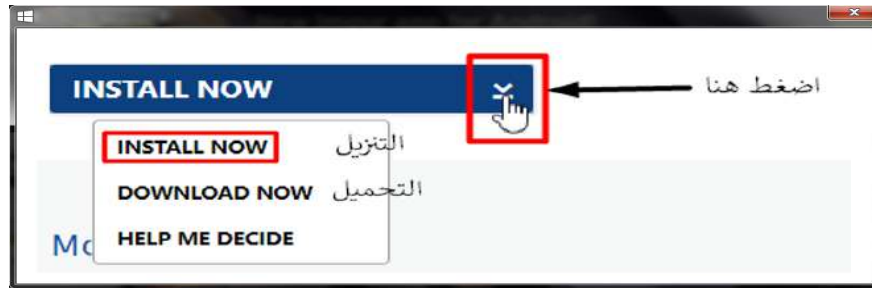 INSTALL NOW
اضغط هنا
INSTALL NOW
التنزيل
DOWNLOAD NOW
التحميل
HELP ME DECIDE